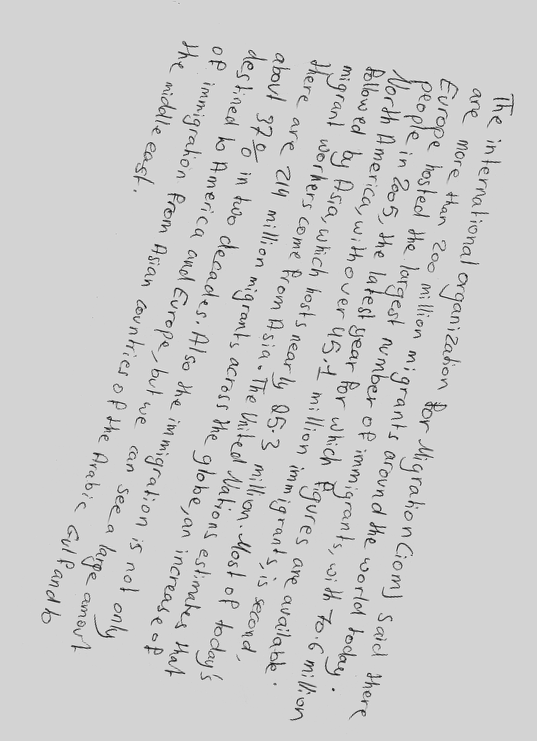 The international organization for Migration (iom) said there
are more than 200 million migrants around the world today.
Europe hosted the largest number of immigrants, with 70.6 million
people in 2005, the latest year for which figures are available.
North America, with over 45.1 million immigrants, is second,
followed by Asia, which hosts nearly 25.3 million. Most of today's
migrant workers come from Asia. The United Nations estimates that
there are 214 million migrants across the globe, an increase of
about 37% in two decades. Also the immigration is not only
destined to America and Europe, but we can see a large amount
of immigration from Asian countries of the Arabic Gulf and to
the middle east.